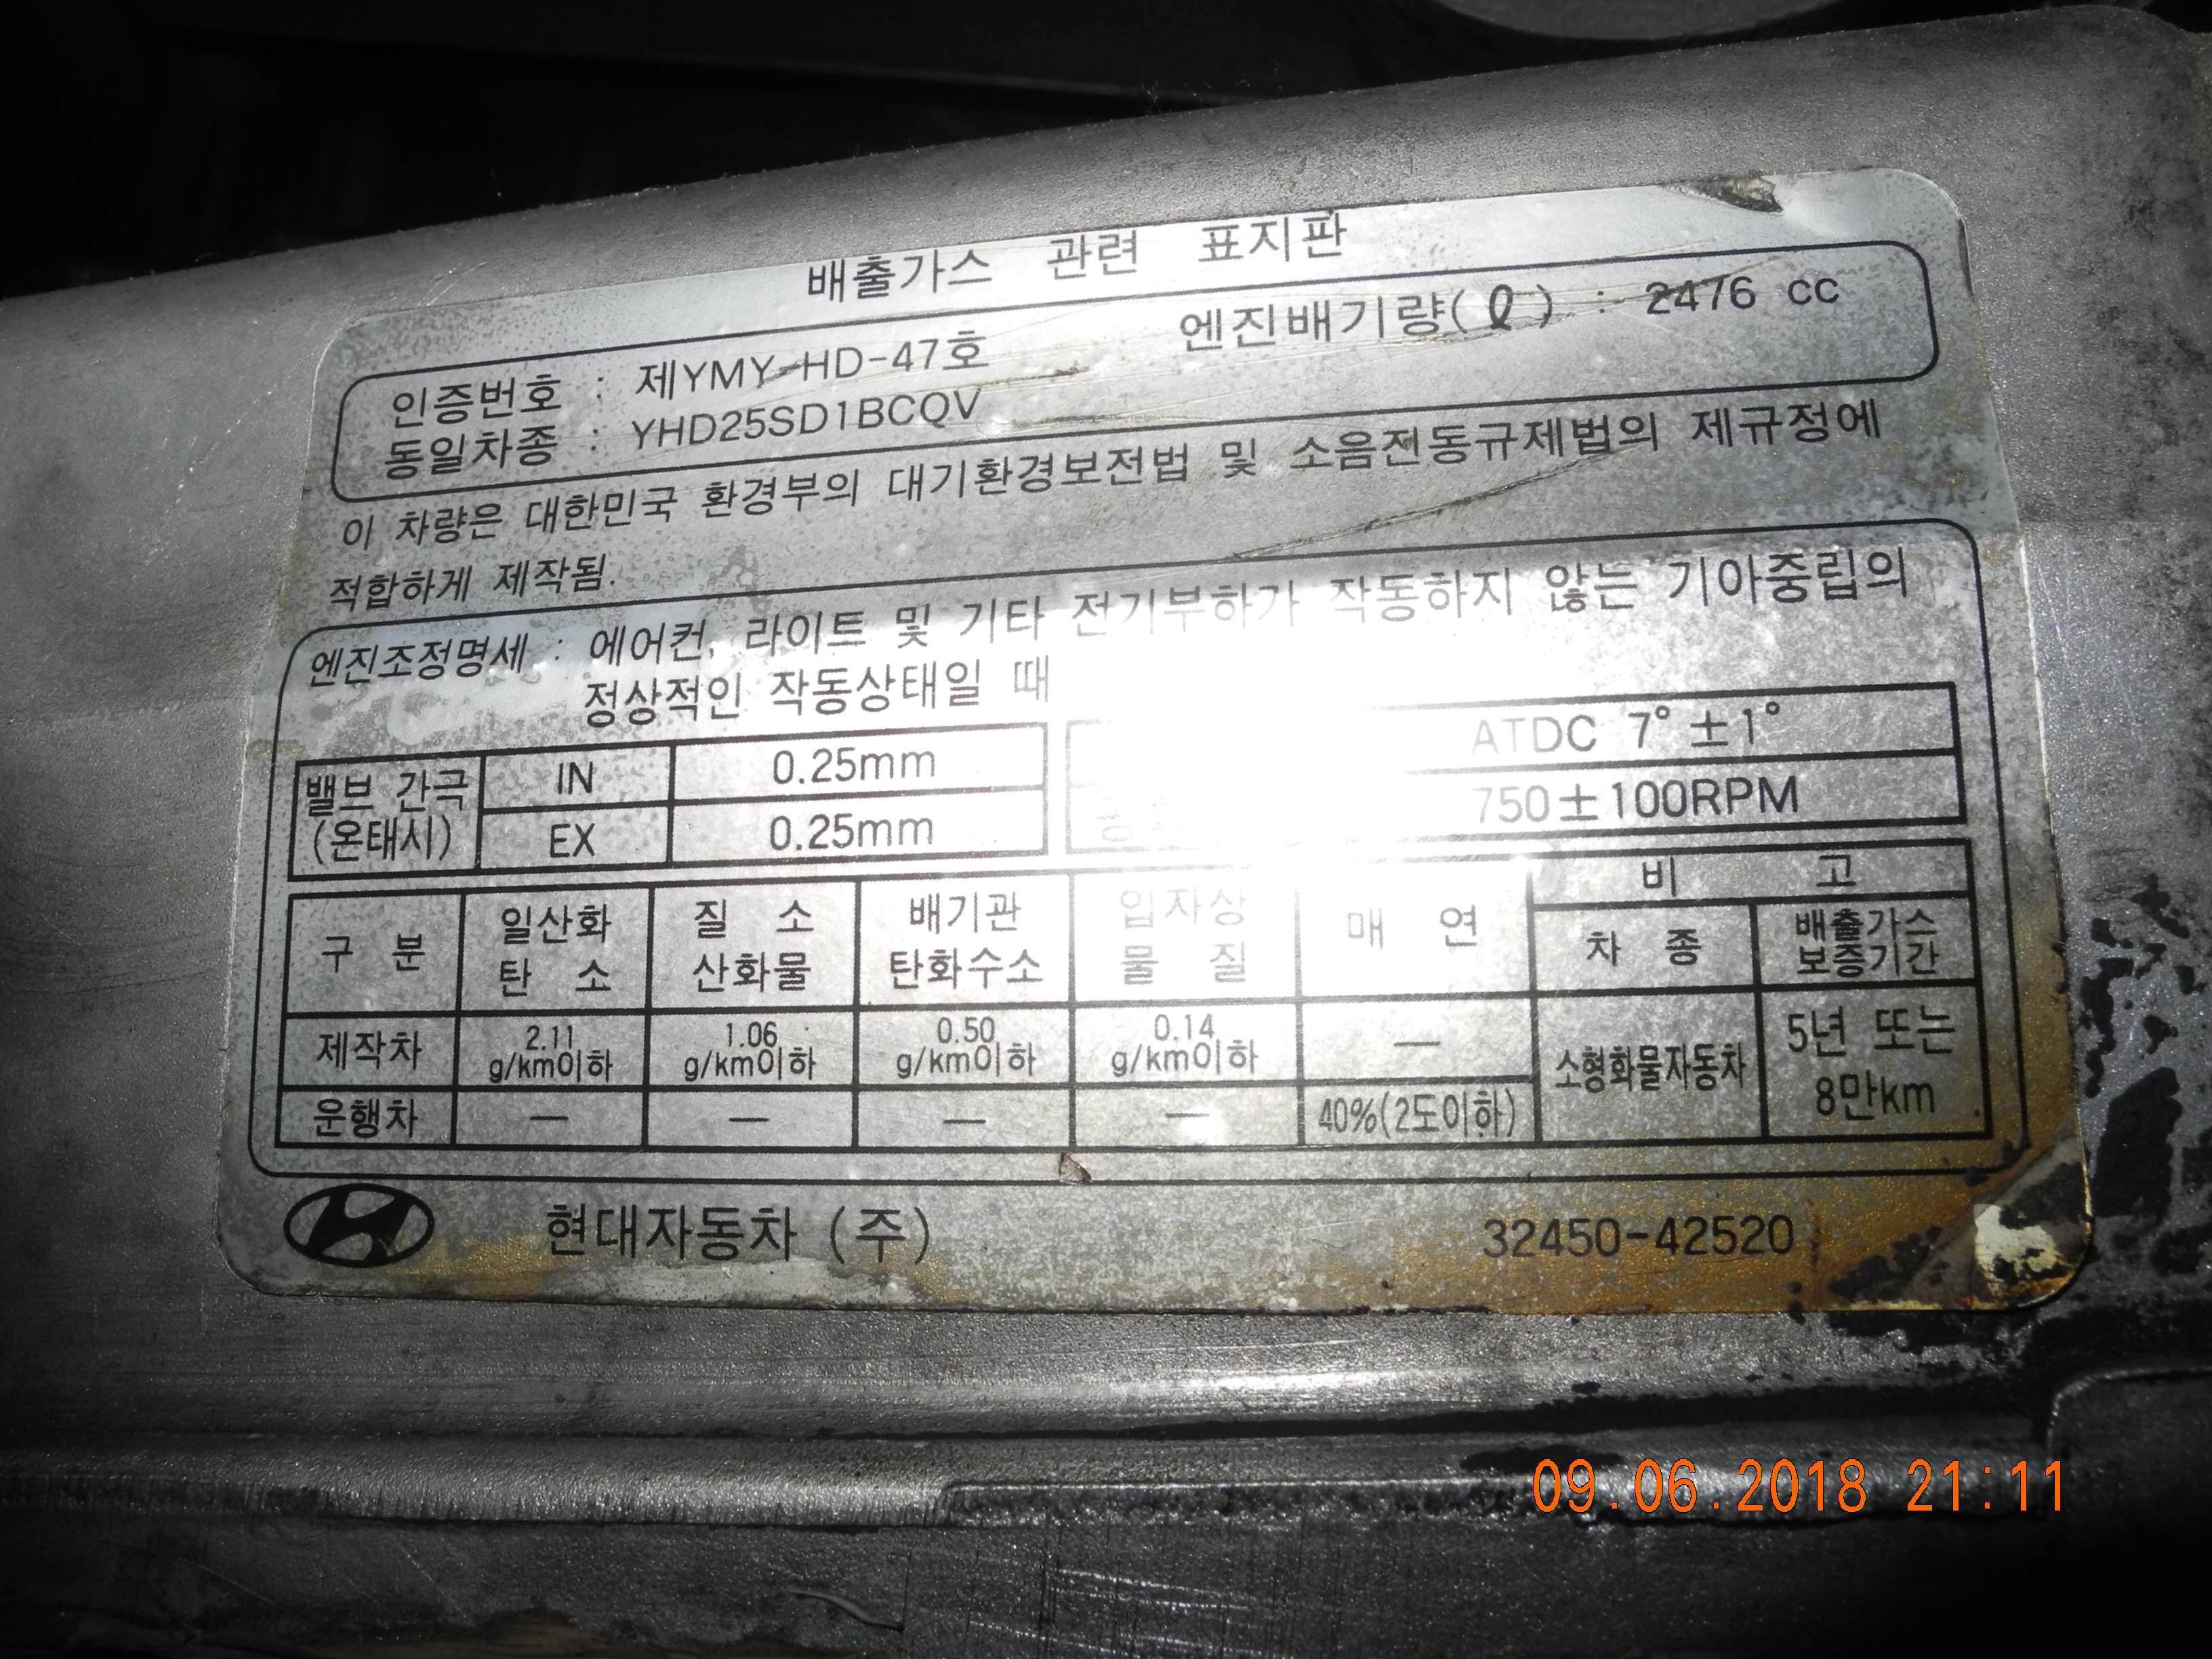 배출가스 관련 표지판
인증번호 : 제YMY-HD-47호 엔진배기량(ℓ) : 2476 cc
동일차종 : YHD25SD1BCQV
이 차량은 대한민국 환경부의 대기환경보전법 및 소음진동규제법의 제규정에
적합하게 제작됨.
엔진조정명세 : 에어컨, 라이트 및 기타 전기부하가 작동하지 않는 기아중립의
정상적인 작동상태일 때
밸브 간극
(온태시)
IN 0.25mm
EX 0.25mm
ATDC 7° ±1°
750±100RPM
구 분
일산화
탄 소
질 소
산화물
배기관
탄화수소
입자상
물 질
매 연
비 고
차 종
배출가스
보증기간
제작차
2.11
g/km이하
1.06
g/km이하
0.50
g/km이하
0.14
g/km이하
—
소형화물자동차
5년 또는
8만km
운행차 — — — — 40%(2도이하)
현대자동차 (주) 32450-42520
09.06.2018 21:11